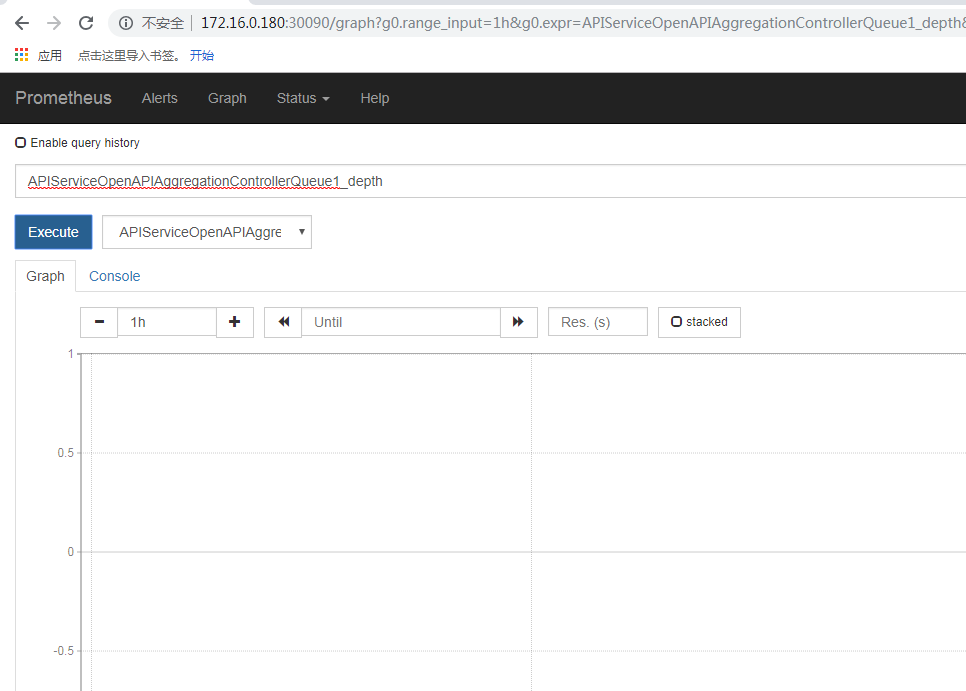 不安全 172.16.0.180:30090/graph?g0.range_input=1h&g0.expr=APIServiceOpenAPIAggregationControllerQueue1_depth&
应用 点击这里导入书签。 开始
Prometheus Alerts Graph Status Help
Enable query history
APIServiceOpenAPIAggregationControllerQueue1_depth
Execute APIServiceOpenAPIAggre
Graph Console
1h Until Res. (s) stacked
1
0.5
0
-0.5